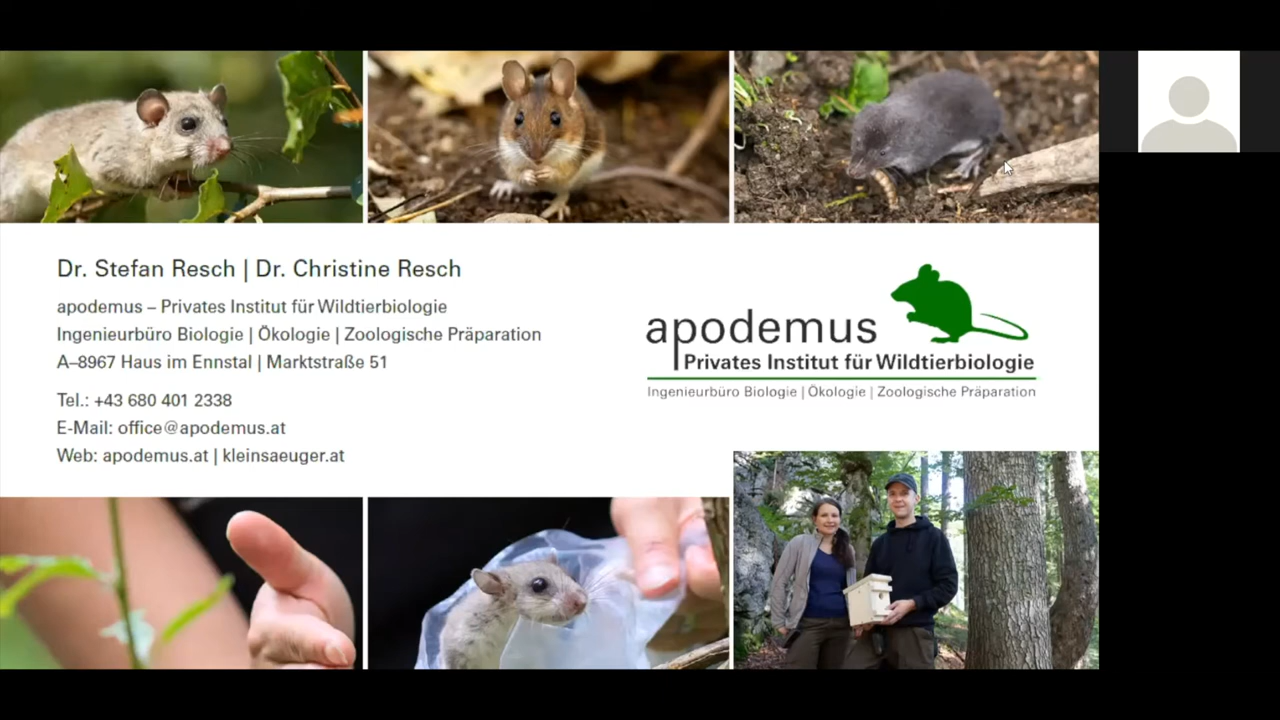 Dr. Stefan Resch | Dr. Christine Resch
apodemus – Privates Institut für Wildtierbiologie
Ingenieurbüro Biologie | Ökologie | Zoologische Präparation
A–8967 Haus im Ennstal | Marktstraße 51
Tel.: +43 680 401 2338
E-Mail: office@apodemus.at
Web: apodemus.at | kleinsaeuger.at
apodemus
Privates Institut für Wildtierbiologie
Ingenieurbüro Biologie | Ökologie | Zoologische Präparation